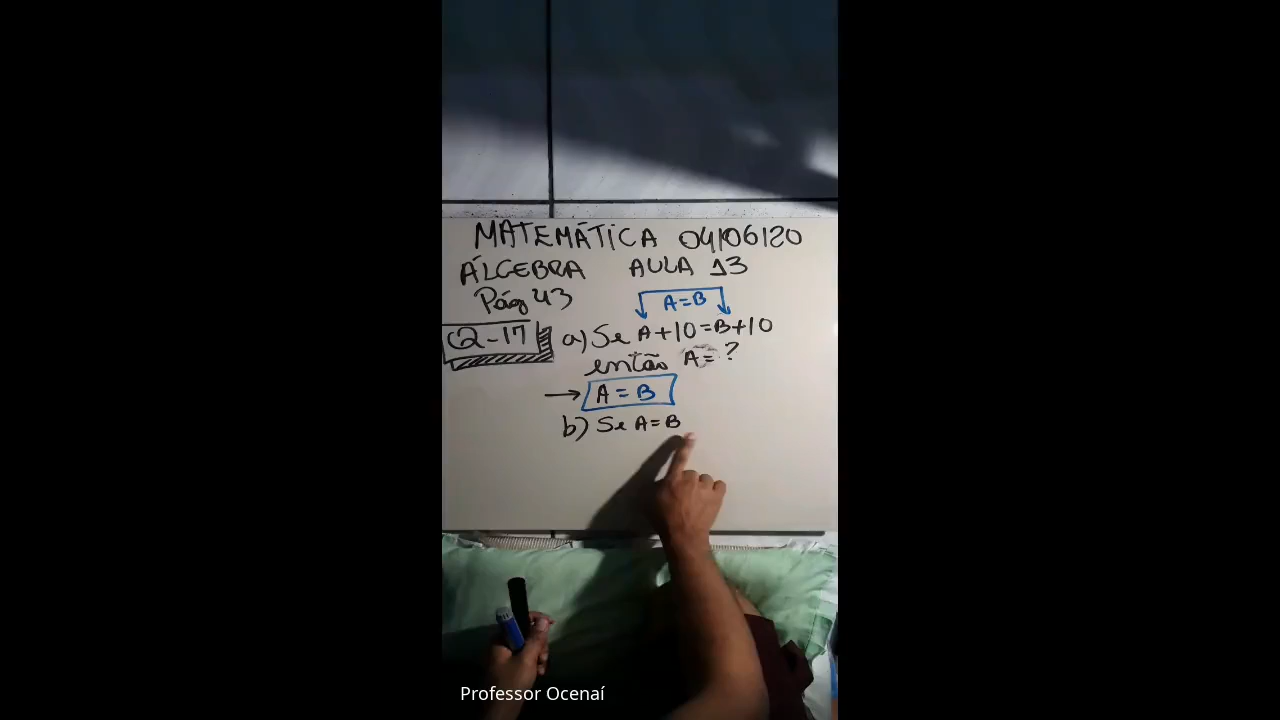 MATEMÁTICA 04/06/20
ÁLGEBRA AULA 13
Pág 43
A=B
Q-17 a) Se A+10=B+10
então A=?
→ A = B
b) Se A=B
Professor Ocenaí